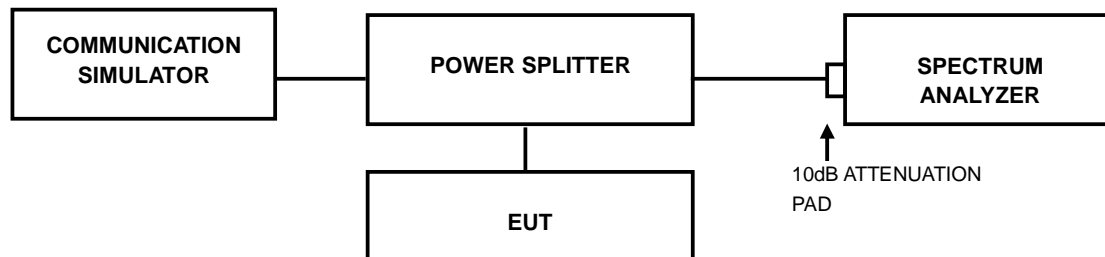 COMMUNICATION
SIMULATOR
POWER SPLITTER
SPECTRUM
ANALYZER
10dB ATTENUATION
PAD
EUT